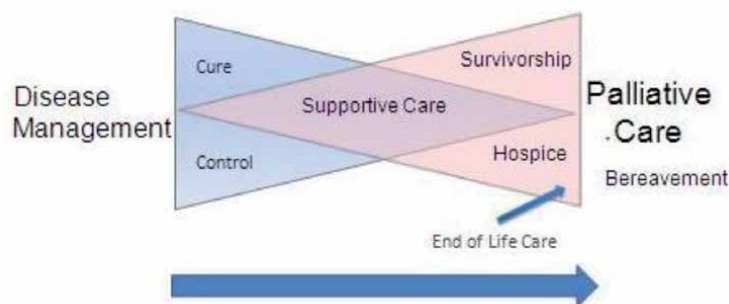 Cure
Survivorship
Disease
Management
Supportive Care
Palliative
.Care
Control
Hospice
Bereavement
End of Life Care